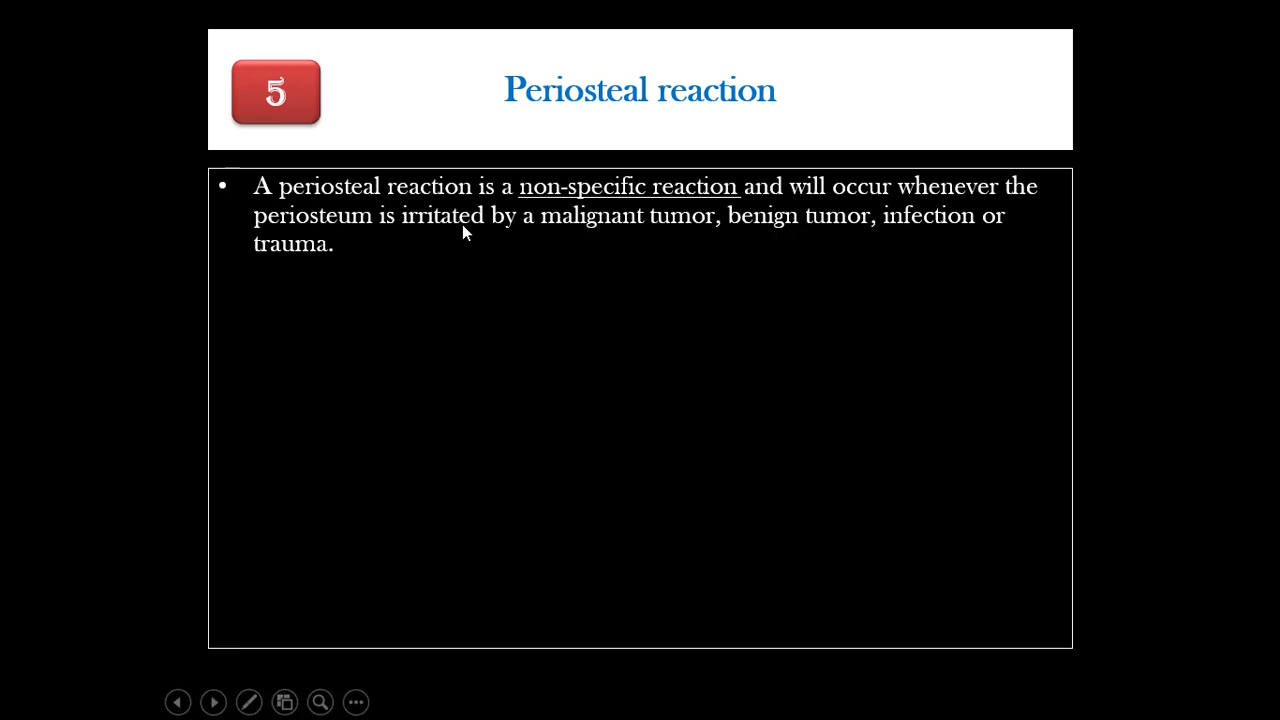 5
Periosteal reaction
• A periosteal reaction is a non-specific reaction and will occur whenever the
periosteum is irritated by a malignant tumor, benign tumor, infection or
trauma.